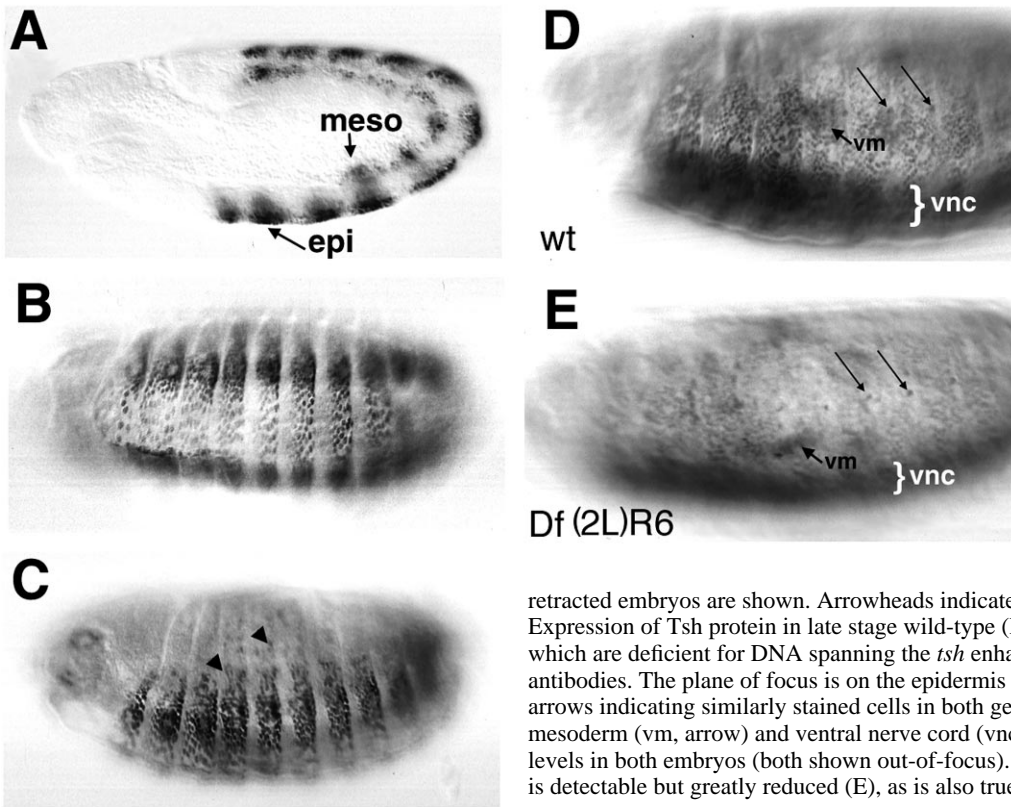 A
meso
epi
B
C
D
vm
} vnc
wt
E
vm
} vnc
Df (2L)R6
retracted embryos are shown. Arrowheads indicate
Expression of Tsh protein in late stage wild-type (
which are deficient for DNA spanning the tsh enha
antibodies. The plane of focus is on the epidermis
arrows indicating similarly stained cells in both ge
mesoderm (vm, arrow) and ventral nerve cord (vnc
levels in both embryos (both shown out-of-focus).
is detectable but greatly reduced (E), as is also true